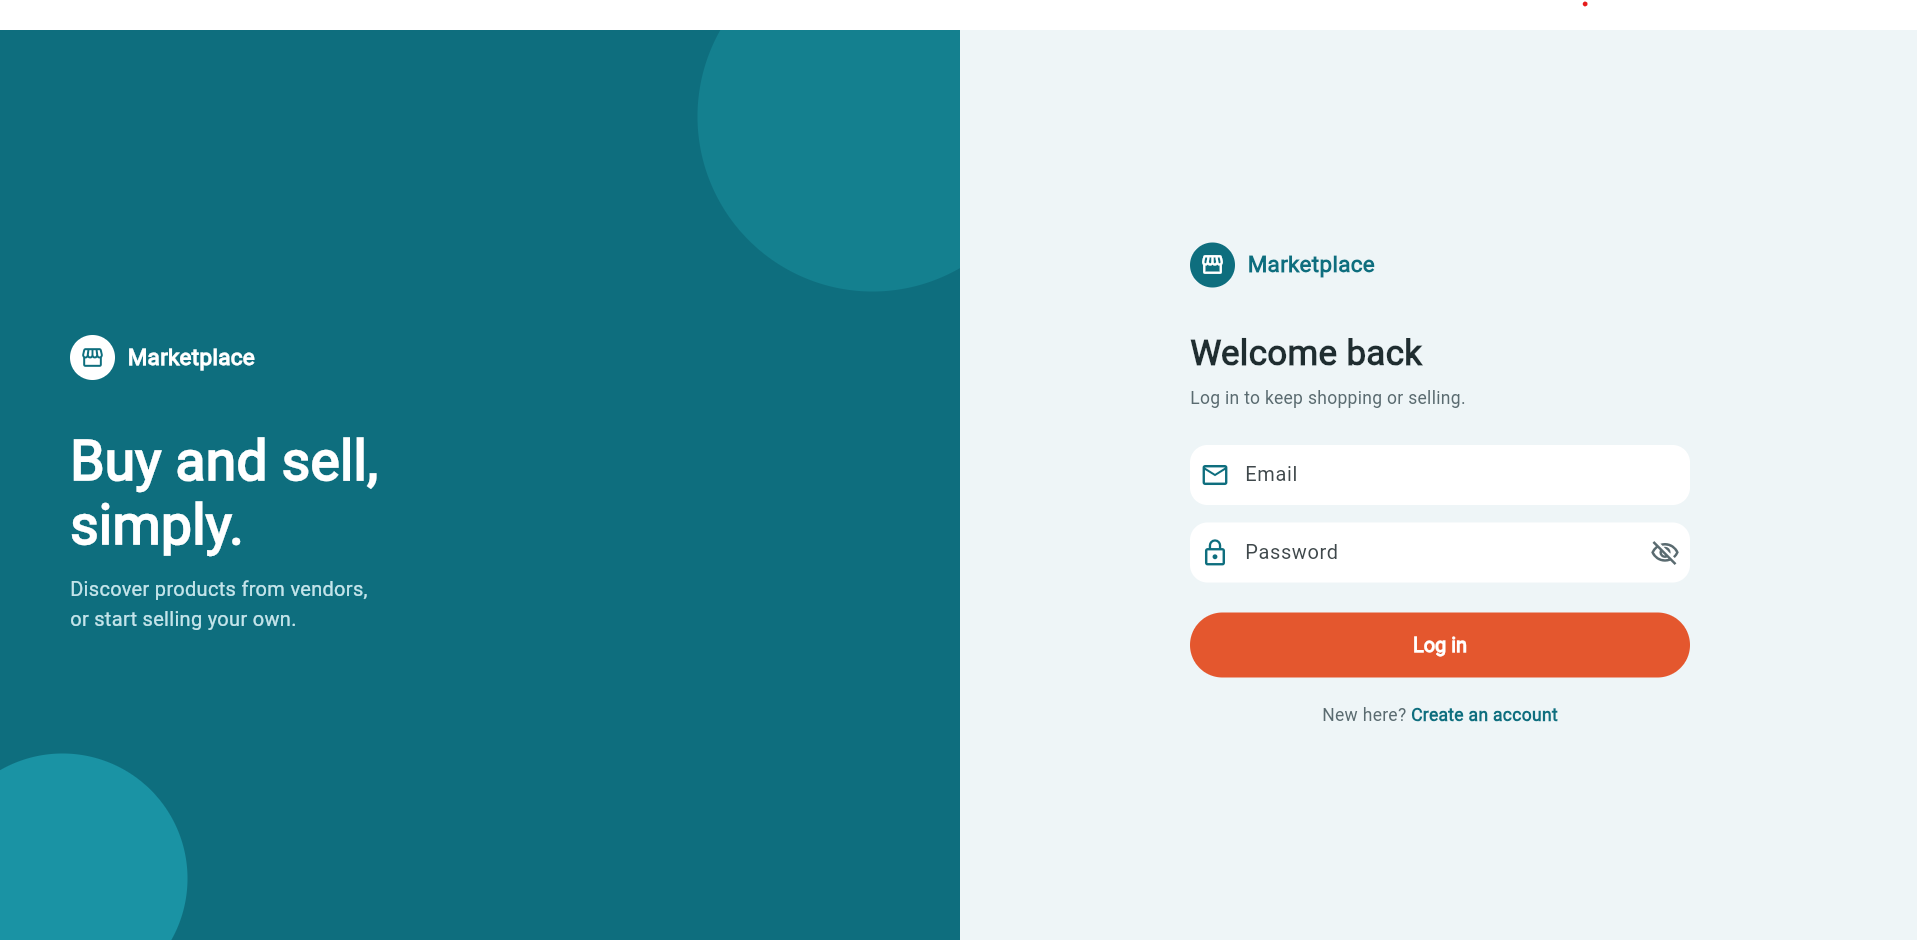 Marketplace
Buy and sell,
simply.
Discover products from vendors,
or start selling your own.
Marketplace
Welcome back
Log in to keep shopping or selling.
Email
Password
Log in
New here? Create an account